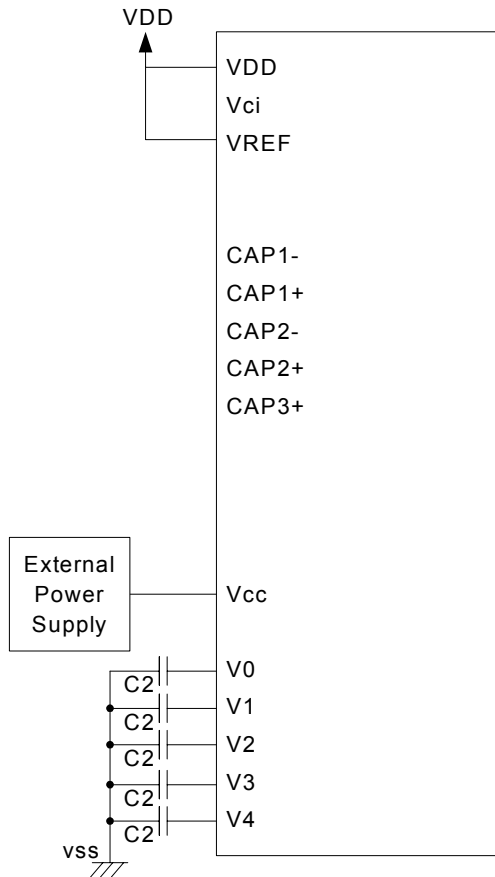 VDD
VDD
Vci
VREF
CAP1-
CAP1+
CAP2-
CAP2+
CAP3+
External
Power
Supply
Vcc
V0
C2
V1
C2
V2
C2
V3
C2
V4
C2
vss